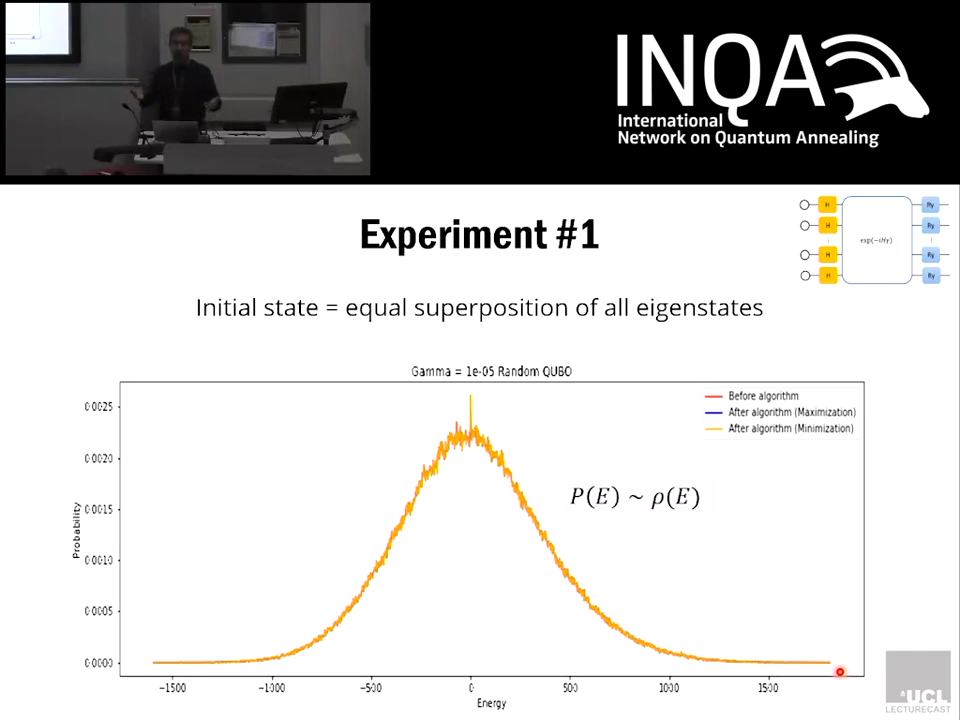 INQA
International
Network on Quantum Annealing
Experiment #1
H
Ry
H
Ry
exp(−iHγ)
H
Ry
H
Ry
Initial state = equal superposition of all eigenstates
Gamma = 1e-05 Random QUBO
Before algorithm
After algorithm (Maximization)
After algorithm (Minimization)
P(E) ~ ρ(E)
Probability
0.0025
0.0020
0.0015
0.0010
0.0005
0.0000
−1500
−1000
−500
0
500
1000
1500
Energy
UCL
LECTURECAST